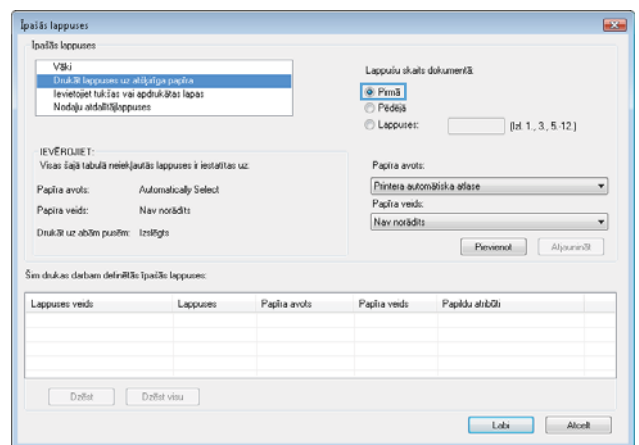 Īpašās lappuses
Īpašās lappuses
Vāki
Drukāt lappuses uz atšķirīga papīra
Ievietojiet tukšas vai apdrukātas lapas
Nodaļu atdalītājlappuses
Lappušu skaits dokumentā:
Pirmā
Pēdējā
Lappuses:
(Izl. 1., 3., 5.-12.)
IEVĒROJIET:
Visas šajā tabulā neiekļautās lappuses ir iestatītas uz:
Papīra avots: Automatically Select
Papīra veids: Nav norādīts
Drukāt uz abām pusēm: Izslēgts
Papīra avots:
Printera automātiska atlase
Papīra veids:
Nav norādīts
Pievienot Atjaunināt
Šim drukas darbam definētās īpašās lappuses:
Lappuses veids Lappuses Papīra avots Papīra veids Papildu atribūti
Dzēst Dzēst visu
Labi Atcelt